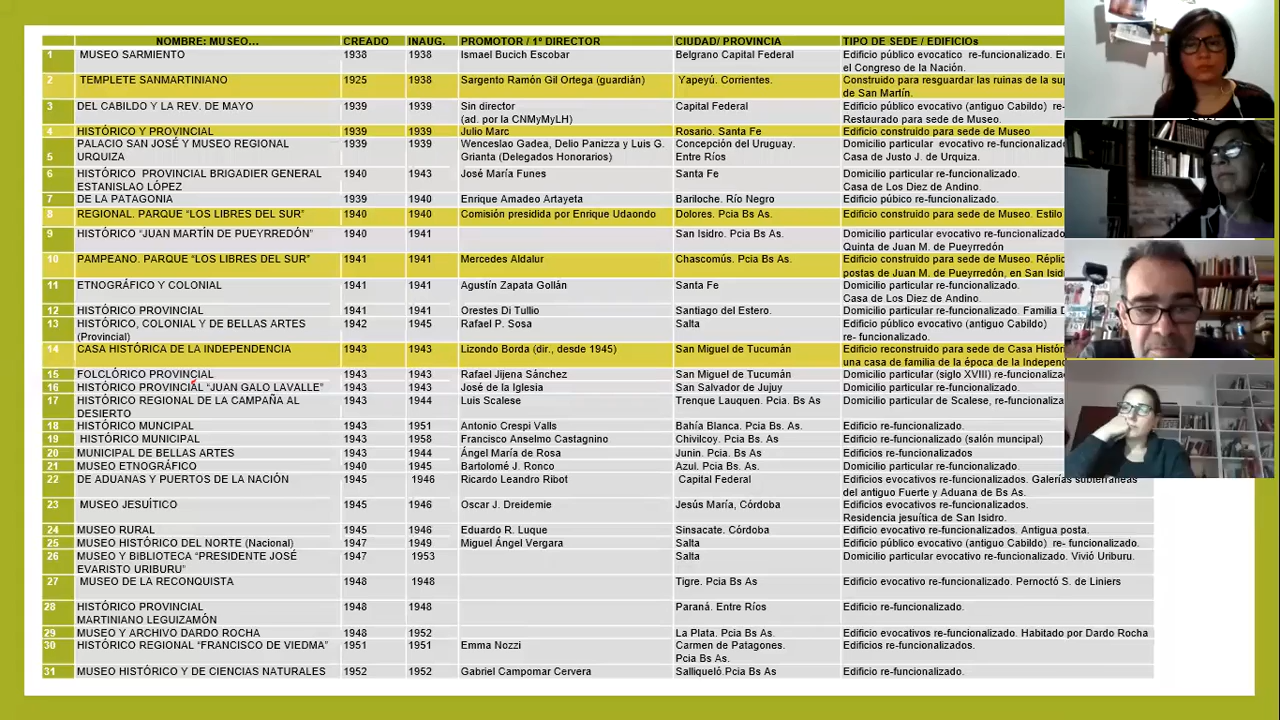 NOMBRE: MUSEO... CREADO INAUG. PROMOTOR / 1º DIRECTOR CIUDAD/ PROVINCIA TIPO DE SEDE / EDIFICIOs
1 MUSEO SARMIENTO 1938 1938 Ismael Bucich Escobar Belgrano Capital Federal Edificio público evocativo re-funcionalizado. En
el Congreso de la Nación.
2 TEMPLETE SANMARTINIANO 1925 1938 Sargento Ramón Gil Ortega (guardián) Yapeyú. Corrientes. Construido para resguardar las ruinas de la
de San Martín.
3 DEL CABILDO Y LA REV. DE MAYO 1939 1939 Sin director Capital Federal Edificio público evocativo (antiguo Cabildo) re-
(ad. por la CNMyMyLH) Restaurado para sede de Museo.
4 HISTÓRICO Y PROVINCIAL 1939 1939 Julio Marc Rosario. Santa Fe Edificio construido para sede de Museo
PALACIO SAN JOSÉ Y MUSEO REGIONAL 1939 1939 Wenceslao Gadea, Delio Panizza y Luis G. Concepción del Uruguay. Domicilio particular evocativo re-funcionalizado
5 URQUIZA Grianta (Delegados Honorarios) Entre Ríos Casa de Justo J. de Urquiza.
6 HISTÓRICO PROVINCIAL BRIGADIER GENERAL 1940 1943 José María Funes Santa Fe Domicilio particular re-funcionalizado.
ESTANISLAO LÓPEZ Casa de Los Diez de Andino.
7 DE LA PATAGONIA 1939 1940 Enrique Amadeo Artayeta Bariloche. Río Negro Edificio púbico re-funcionalizado.
8 REGIONAL. PARQUE “LOS LIBRES DEL SUR” 1940 1940 Comisión presidida por Enrique Udaondo Dolores. Pcia Bs As. Edificio construido para sede de Museo. Estilo
9 HISTÓRICO “JUAN MARTÍN DE PUEYRREDÓN” 1940 1941 San Isidro. Pcia Bs As. Domicilio particular evocativo re-funcionalizado
Quinta de Juan M. de Pueyrredón
10 PAMPEANO. PARQUE “LOS LIBRES DEL SUR” 1941 1941 Mercedes Aldalur Chascomús. Pcia Bs As. Edificio construido para sede de Museo. Réplic
postas de Juan M. de Pueyrredón, en San Isid
11 ETNOGRÁFICO Y COLONIAL 1941 1941 Agustín Zapata Gollán Santa Fe Domicilio particular re-funcionalizado.
Casa de Los Diez de Andino.
12 HISTÓRICO PROVINCIAL 1941 1941 Orestes Di Tullio Santiago del Estero. Domicilio particular re-funcionalizado. Familia D
13 HISTÓRICO, COLONIAL Y DE BELLAS ARTES 1942 1945 Rafael P. Sosa Salta Edificio público evocativo (antiguo Cabildo)
(Provincial) re- funcionalizado.
14 CASA HISTÓRICA DE LA INDEPENDENCIA 1943 1943 Lizondo Borda (dir., desde 1945) San Miguel de Tucumán Edificio reconstruido para sede de Casa Histór
una casa de familia de la época de la Indepen
15 FOLCLÓRICO PROVINCIAL 1943 1943 Rafael Jijena Sánchez San Miguel de Tucumán Domicilio particular (siglo XVIII) re-funcionaliza
16 HISTÓRICO PROVINCIAL “JUAN GALO LAVALLE” 1943 1943 José de la Iglesia San Salvador de Jujuy Domicilio particular re-funcionalizado.
17 HISTÓRICO REGIONAL DE LA CAMPAÑA AL 1943 1944 Luis Scalese Trenque Lauquen. Pcia. Bs As Domicilio particular de Scalese, re-funcionaliza
DESIERTO
18 HISTÓRICO MUNCIPAL 1943 1951 Antonio Crespi Valls Bahía Blanca. Pcia Bs. As. Edificio re-funcionalizado.
19 HISTÓRICO MUNICIPAL 1943 1958 Francisco Anselmo Castagnino Chivilcoy. Pcia. Bs As Edificio re-funcionalizado (salón muncipal)
20 MUNICIPAL DE BELLAS ARTES 1943 1944 Ángel María de Rosa Junin. Pcia. Bs As Edificios re-funcionalizados
21 MUSEO ETNOGRÁFICO 1940 1945 Bartolomé J. Ronco Azul. Pcia Bs. As. Domicilio particular re-funcionalizado.
22 DE ADUANAS Y PUERTOS DE LA NACIÓN 1945 1946 Ricardo Leandro Ribot Capital Federal Edificios evocativos re-funcionalizados. Galerías subterráneas
del antiguo Fuerte y Aduana de Bs As.
23 MUSEO JESUÍTICO 1945 1946 Oscar J. Dreidemie Jesús María, Córdoba Edificios evocativos re-funcionalizados.
Residencia jesuítica de San Isidro.
24 MUSEO RURAL 1945 1946 Eduardo R. Luque Sinsacate. Córdoba Edificio evocativo re-funcionalizado. Antigua posta.
25 MUSEO HISTÓRICO DEL NORTE (Nacional) 1947 1949 Miguel Ángel Vergara Salta Edificio público evocativo (antiguo Cabildo) re- funcionalizado.
26 MUSEO Y BIBLIOTECA “PRESIDENTE JOSÉ 1947 1953 Salta Domicilio particular evocativo re-funcionalizado. Vivió Uriburu.
EVARISTO URIBURU”
27 MUSEO DE LA RECONQUISTA 1948 1948 Tigre. Pcia Bs As Edificio evocativo re-funcionalizado. Pernoctó S. de Liniers
28 HISTÓRICO PROVINCIAL 1948 1948 Paraná. Entre Ríos Edificio re-funcionalizado.
MARTINIANO LEGUIZAMÓN
29 MUSEO Y ARCHIVO DARDO ROCHA 1948 1952 La Plata. Pcia Bs As. Edificio evocativos re-funcionalizado. Habitado por Dardo Rocha
30 HISTÓRICO REGIONAL “FRANCISCO DE VIEDMA” 1951 1951 Emma Nozzi Carmen de Patagones. Edificios re-funcionalizados.
Pcia Bs As.
31 MUSEO HISTÓRICO Y DE CIENCIAS NATURALES 1952 1952 Gabriel Campomar Cervera Salliqueló.Pcia Bs As Edificio re-funcionalizado.